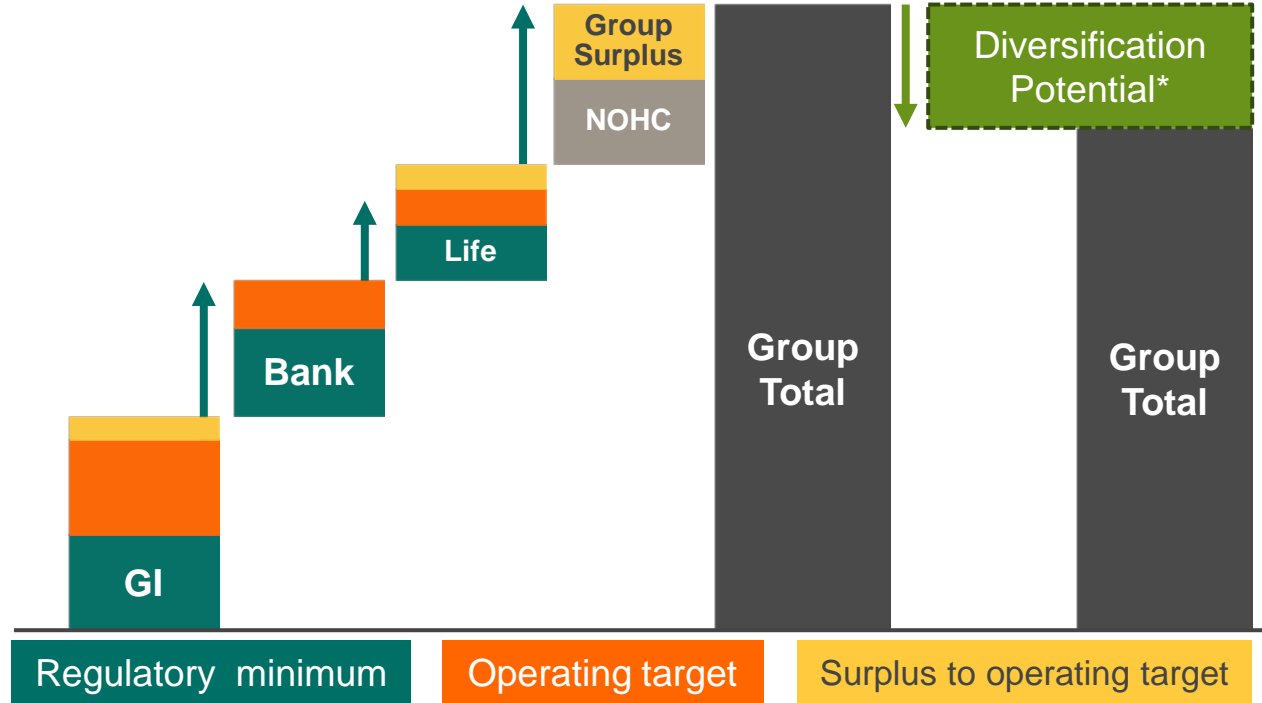 Group
Surplus
NOHC
Diversification
Potential*
Life
Bank
GI
Group
Total
Group
Total
Regulatory minimum
Operating target
Surplus to operating target